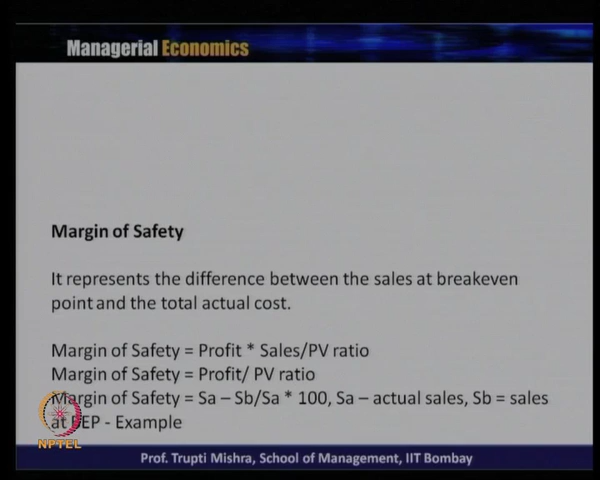 Managerial Economics
Margin of Safety
It represents the difference between the sales at breakeven
point and the total actual cost.
Margin of Safety = Profit * Sales/PV ratio
Margin of Safety = Profit/ PV ratio
Margin of Safety = Sa – Sb/Sa * 100, Sa – actual sales, Sb = sales
at BEP - Example
NPTEL
Prof. Trupti Mishra, School of Management, IIT Bombay